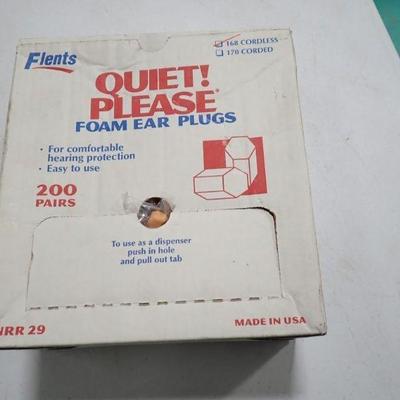 Flents
168 CORDLESS
170 CORDED
QUIET!
PLEASE®
FOAM EAR PLUGS
• For comfortable
hearing protection
• Easy to use
200
PAIRS
To use as a dispenser
push in hole
and pull out tab
NRR 29
MADE IN USA